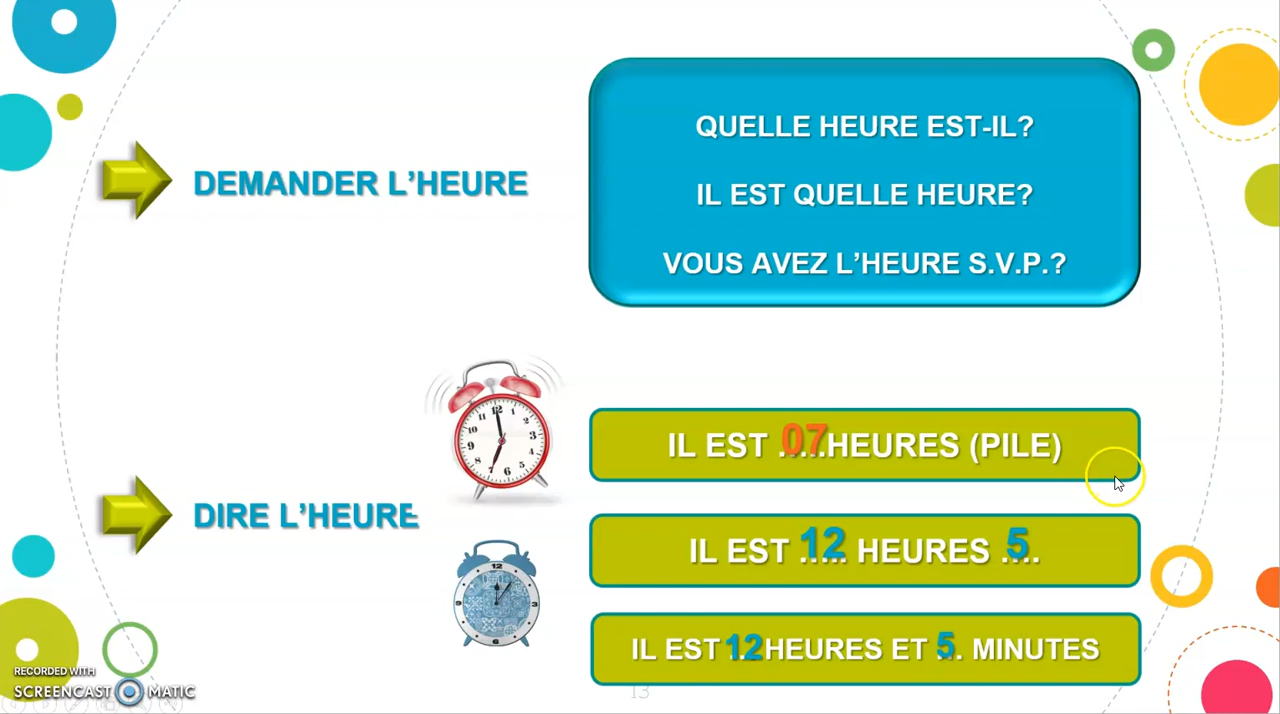 DEMANDER L'HEURE
QUELLE HEURE EST-IL?
IL EST QUELLE HEURE?
VOUS AVEZ L'HEURE S.V.P.?
DIRE L'HEURE
IL EST .07.HEURES (PILE)
IL EST .12. HEURES .5..
IL EST 12 HEURES ET 5. MINUTES
13
RECORDED WITH
SCREENCAST MATIC